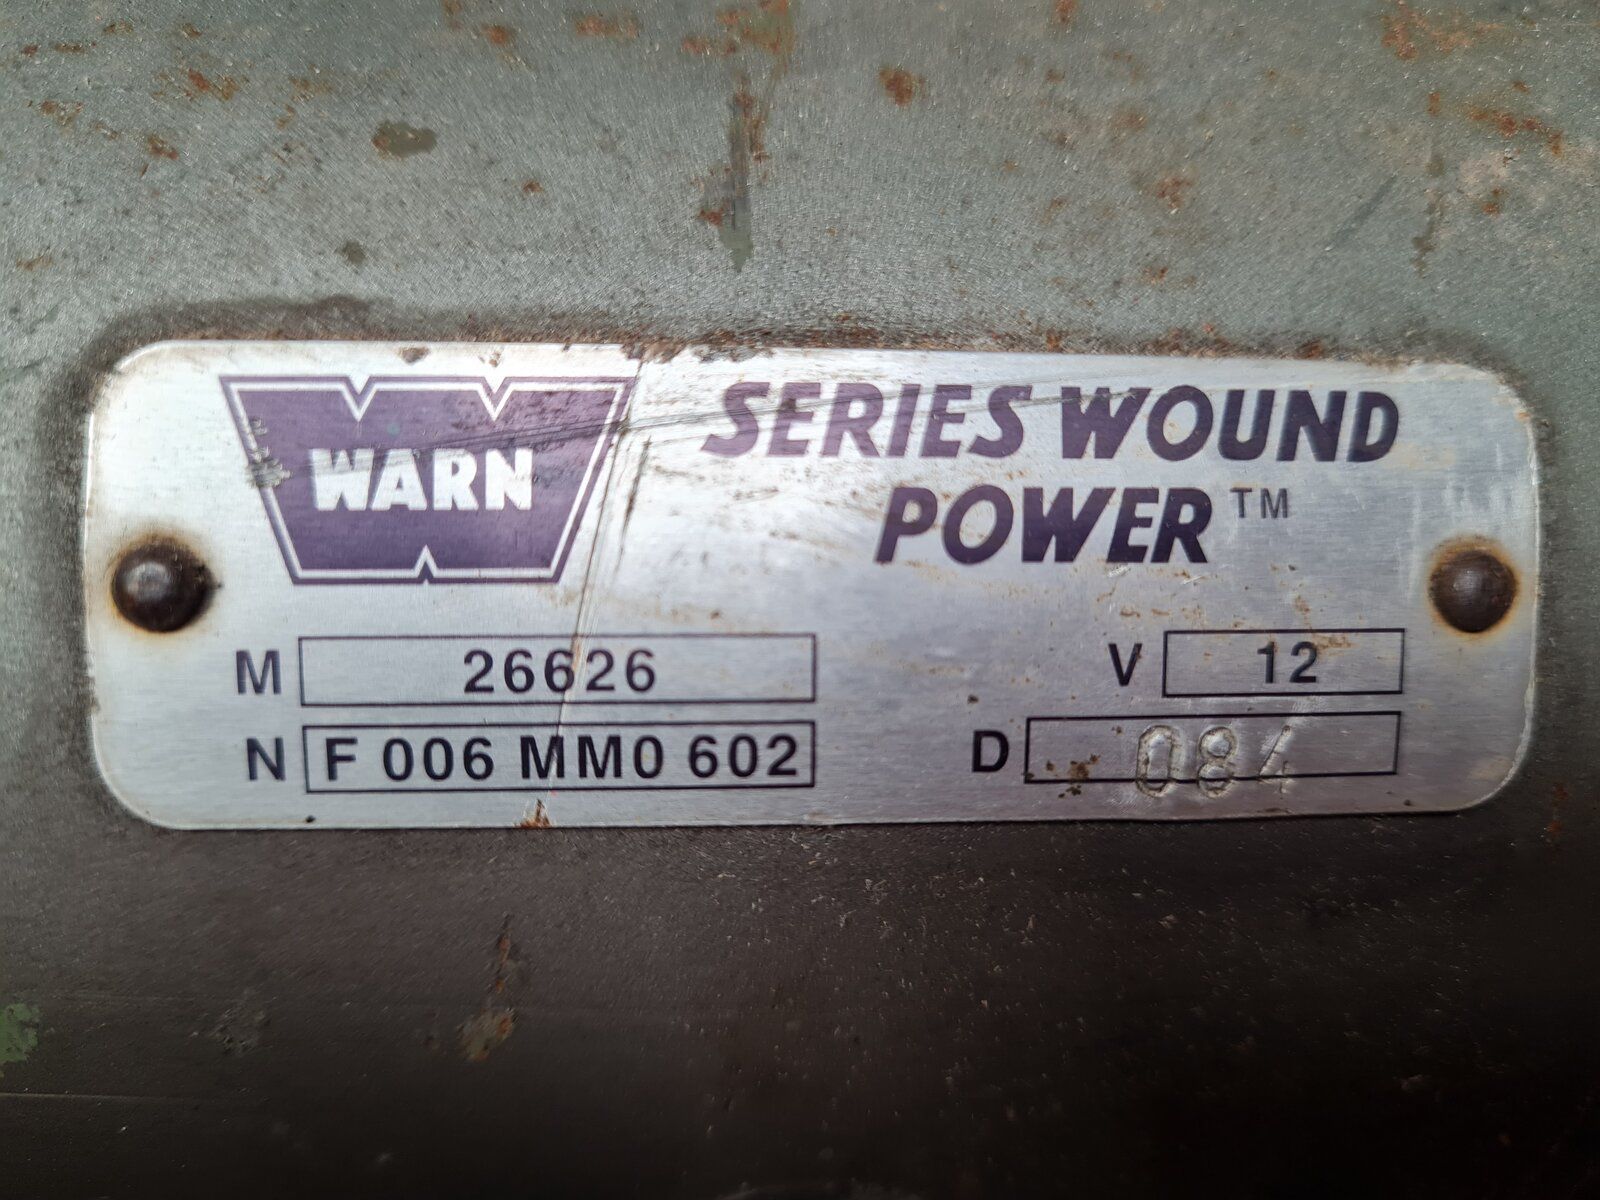 WARN
SERIES WOUND
POWER™
M 26626
V 12
N F 006 MM0 602
D 084